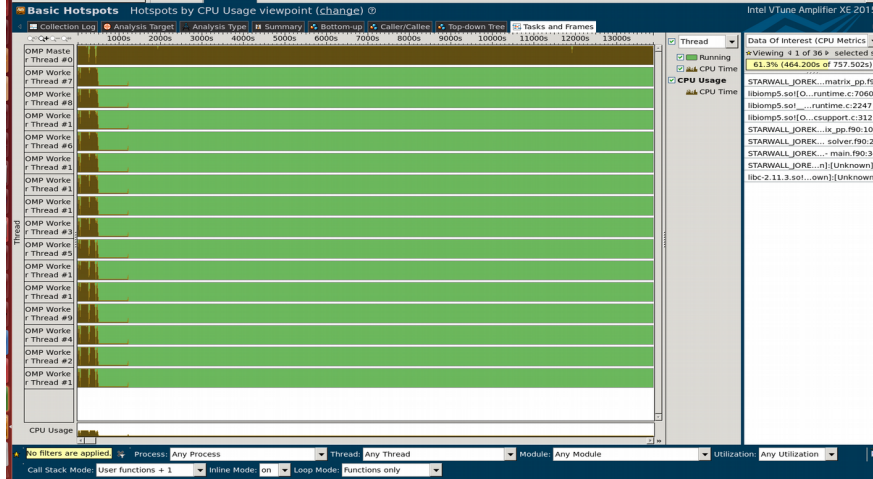 Basic Hotspots Hotspots by CPU Usage viewpoint (change) Intel VTune Amplifier XE 2015
Collection Log Analysis Target Analysis Type Summary Bottom-up Caller/Callee Top-down Tree Tasks and Frames
1000s 2000s 3000s 4000s 5000s 6000s 7000s 8000s 9000s 10000s 11000s 12000s 13000s
OMP Maste
r Thread #0
OMP Worke
r Thread #7
OMP Worke
r Thread #8
OMP Worke
r Thread #1
OMP Worke
r Thread #6
OMP Worke
r Thread #1
OMP Worke
r Thread #1
OMP Worke
r Thread #1
OMP Worke
r Thread #3
OMP Worke
r Thread #5
OMP Worke
r Thread #1
OMP Worke
r Thread #1
OMP Worke
r Thread #9
OMP Worke
r Thread #4
OMP Worke
r Thread #2
OMP Worke
r Thread #1
Thread
CPU Usage
Thread
Running
CPU Time
CPU Usage
CPU Time
Data Of Interest (CPU Metrics
Viewing 1 of 36 selected s
61.3% (464.200s of 757.502s)
STARWALL_JOREK...matrix_pp.f9
libiomp5.so![O...runtime.c:7060
libiomp5.so!__...runtime.c:2247
libiomp5.so![O...csupport.c:312
STARWALL_JOREK...ix_pp.f90:10
STARWALL_JOREK... solver.f90:2
STARWALL_JOREK...- main.f90:3
STARWALL_JORE...n]:[Unknown]
libc-2.11.3.so!...own]:[Unknown
No filters are applied. Process: Any Process Thread: Any Thread Module: Any Module Utilization: Any Utilization
Call Stack Mode: User functions + 1 Inline Mode: on Loop Mode: Functions only